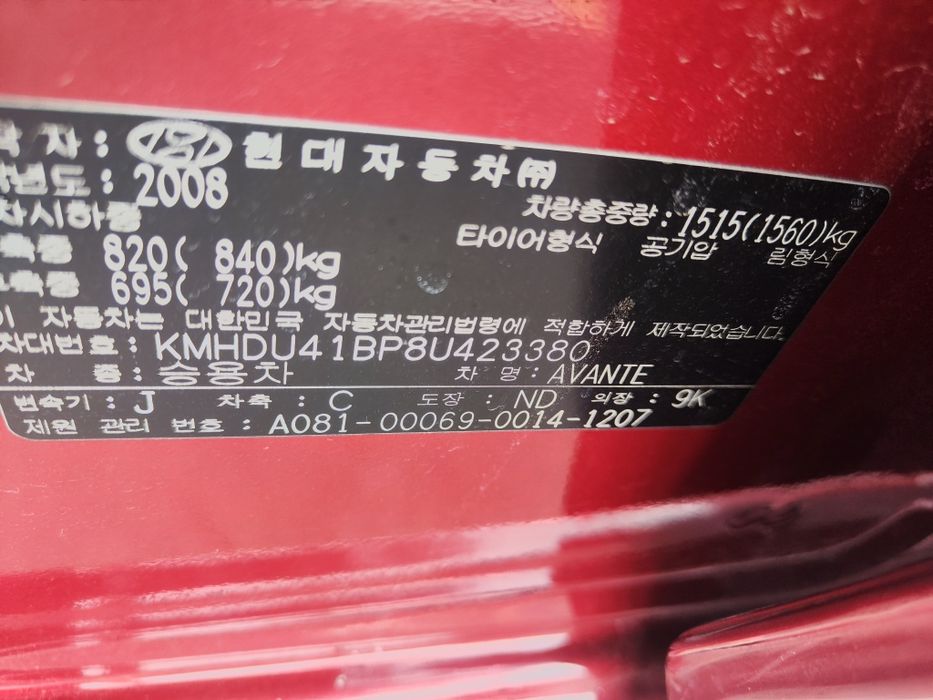 작자 : 현대자동차㈜
년도 : 2008
차량총중량 : 1515(1560)kg
차시하중
타이어형식 공기압 림형식
축중 820( 840)kg
축중 695( 720)kg
이 자동차는 대한민국 자동차관리법령에 적합하게 제작되었습니다.
차대번호 : KMHDU41BP8U423380
차 종 : 승용차 차 명 : AVANTE
변속기 : J 차축 : C 도장 : ND 의장 : 9K
제원 관리 번호 : A081-00069-0014-1207